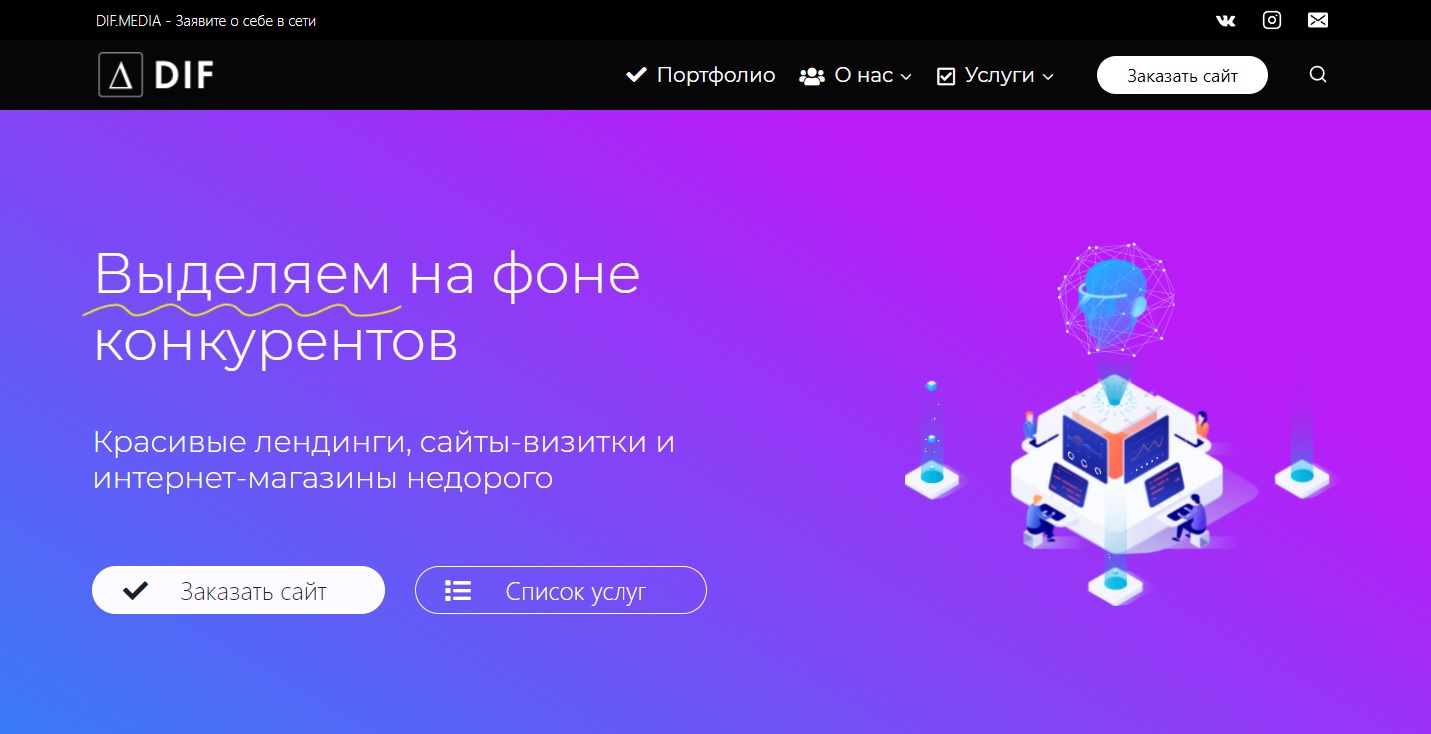 DIF.MEDIA - Заявите о себе в сети
DIF
Портфолио
О нас
Услуги
Заказать сайт
Выделяем на фоне
конкурентов
Красивые лендинги, сайты-визитки и
интернет-магазины недорого
Заказать сайт
Список услуг